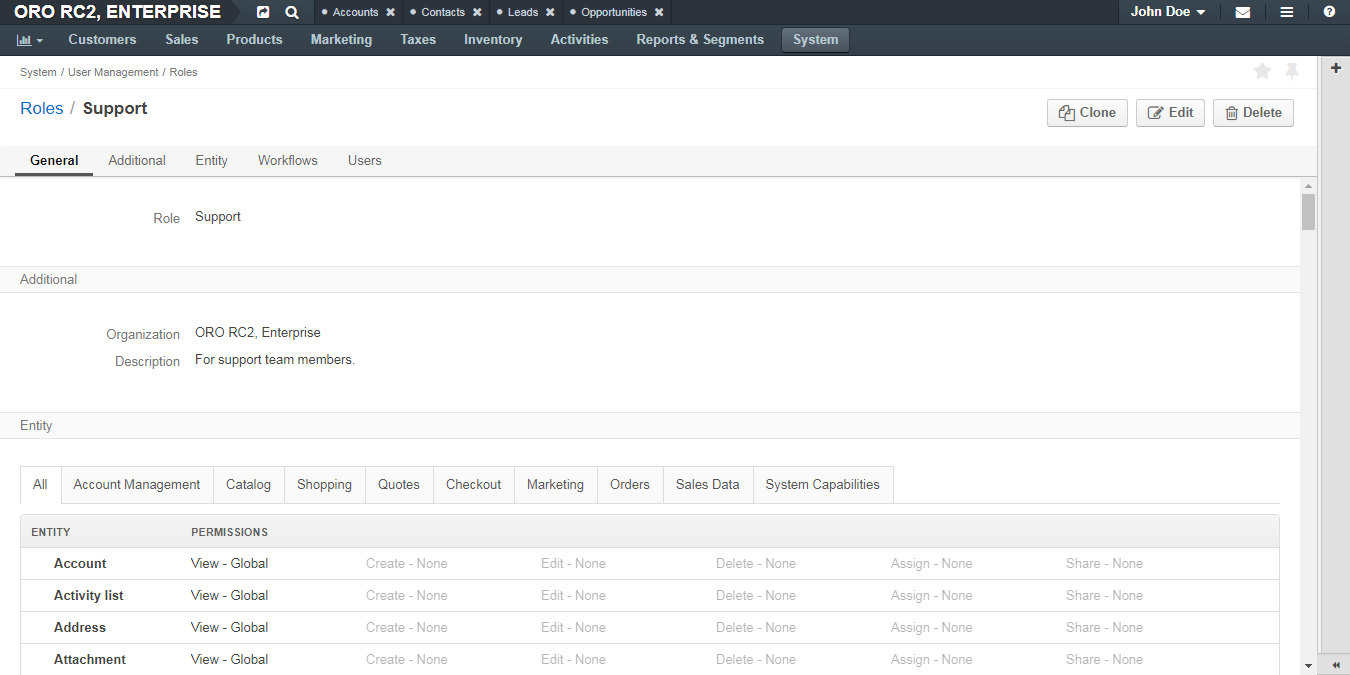 ORO RC2, ENTERPRISE Accounts Contacts Leads Opportunities John Doe
Customers Sales Products Marketing Taxes Inventory Activities Reports & Segments System
System / User Management / Roles
Roles / Support
Clone Edit Delete
General Additional Entity Workflows Users
Role Support
Additional
Organization ORO RC2, Enterprise
Description For support team members.
Entity
All Account Management Catalog Shopping Quotes Checkout Marketing Orders Sales Data System Capabilities
ENTITY PERMISSIONS
Account View - Global Create - None Edit - None Delete - None Assign - None Share - None
Activity list View - Global Create - None Edit - None Delete - None Assign - None Share - None
Address View - Global Create - None Edit - None Delete - None Assign - None Share - None
Attachment View - Global Create - None Edit - None Delete - None Assign - None Share - None